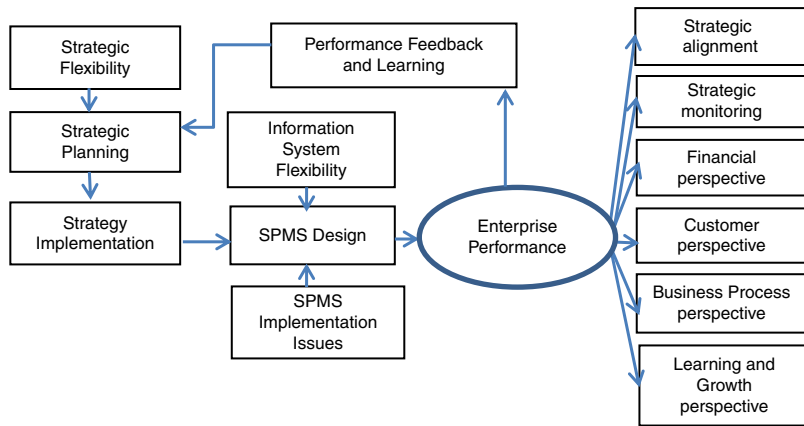 Strategic
Flexibility
Performance Feedback
and Learning
Strategic
alignment
Strategic
Planning
Information
System
Flexibility
Strategic
monitoring
Financial
perspective
Strategy
Implementation
SPMS Design
Enterprise
Performance
Customer
perspective
SPMS
Implementation
Issues
Business Process
perspective
Learning and
Growth
perspective